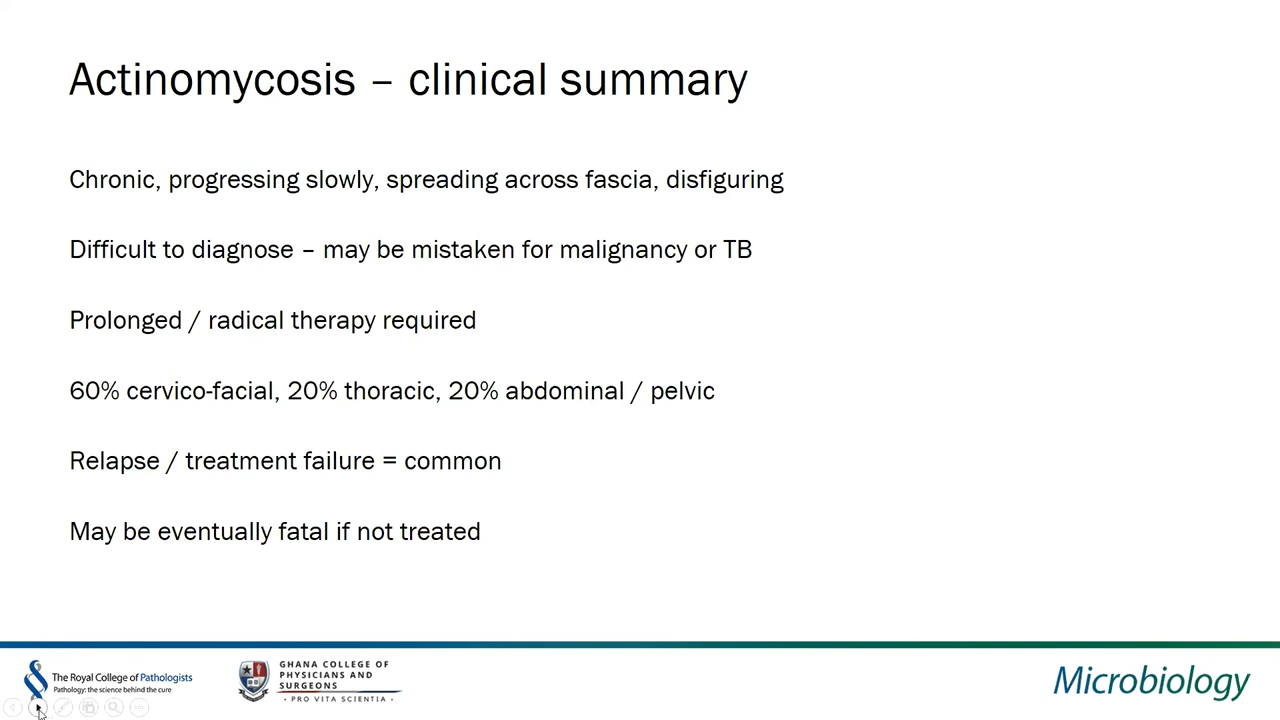 Actinomycosis – clinical summary
Chronic, progressing slowly, spreading across fascia, disfiguring
Difficult to diagnose – may be mistaken for malignancy or TB
Prolonged / radical therapy required
60% cervico-facial, 20% thoracic, 20% abdominal / pelvic
Relapse / treatment failure = common
May be eventually fatal if not treated
The Royal College of Pathologists
Pathology: the science behind the cure
GHANA COLLEGE OF
PHYSICIANS AND
SURGEONS
- PRO VITA SCIENTIA -
Microbiology